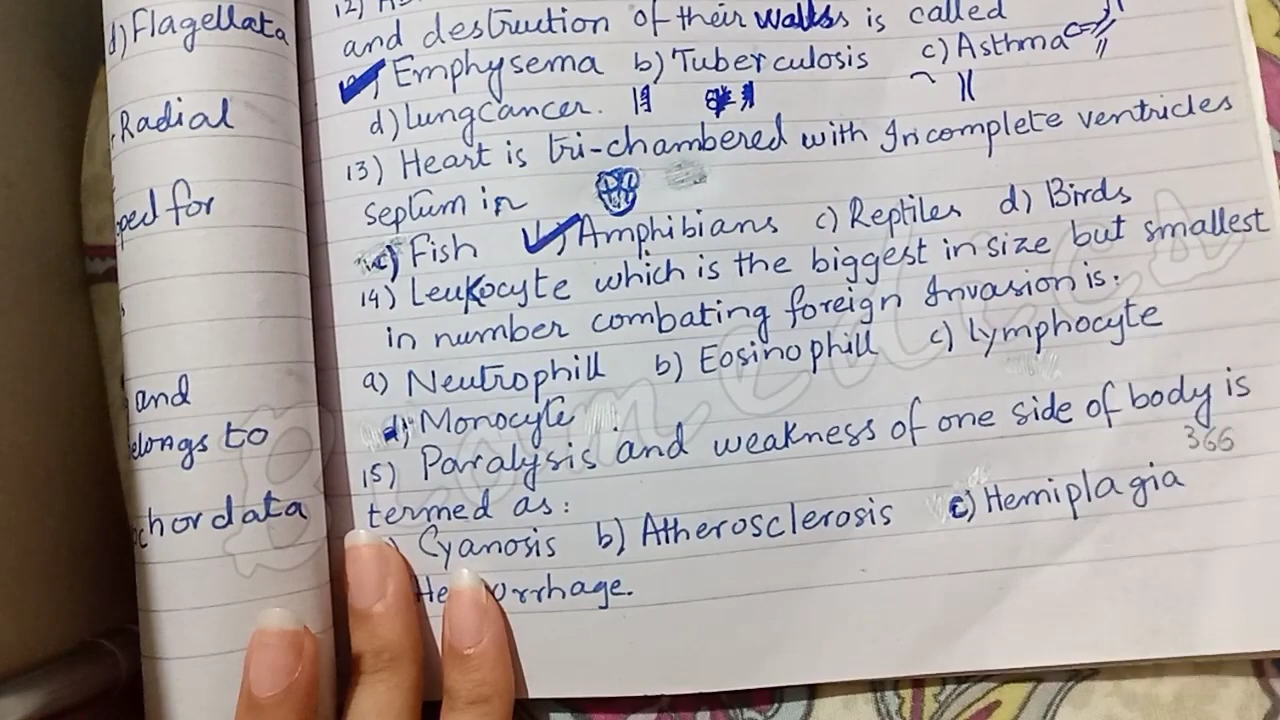 d) Flagellata
Radial
ped for
and
elongs to
chordata
12)
and destruction of their walls is called
Emphysema b) Tuberculosis c) Asthma
d) lung cancer.
13) Heart is tri-chambered with Incomplete ventricles
septum in
Fish b) Amphibians c) Reptiles d) Birds
14) Leukocyte which is the biggest in size but smallest
in number combating foreign Invasion is:
a) Neutrophill b) Eosinophill c) lymphocyte
d) Monocyte
15) Paralysis and weakness of one side of body is
366
termed as:
Cyanosis b) Atherosclerosis c) Hemiplagia